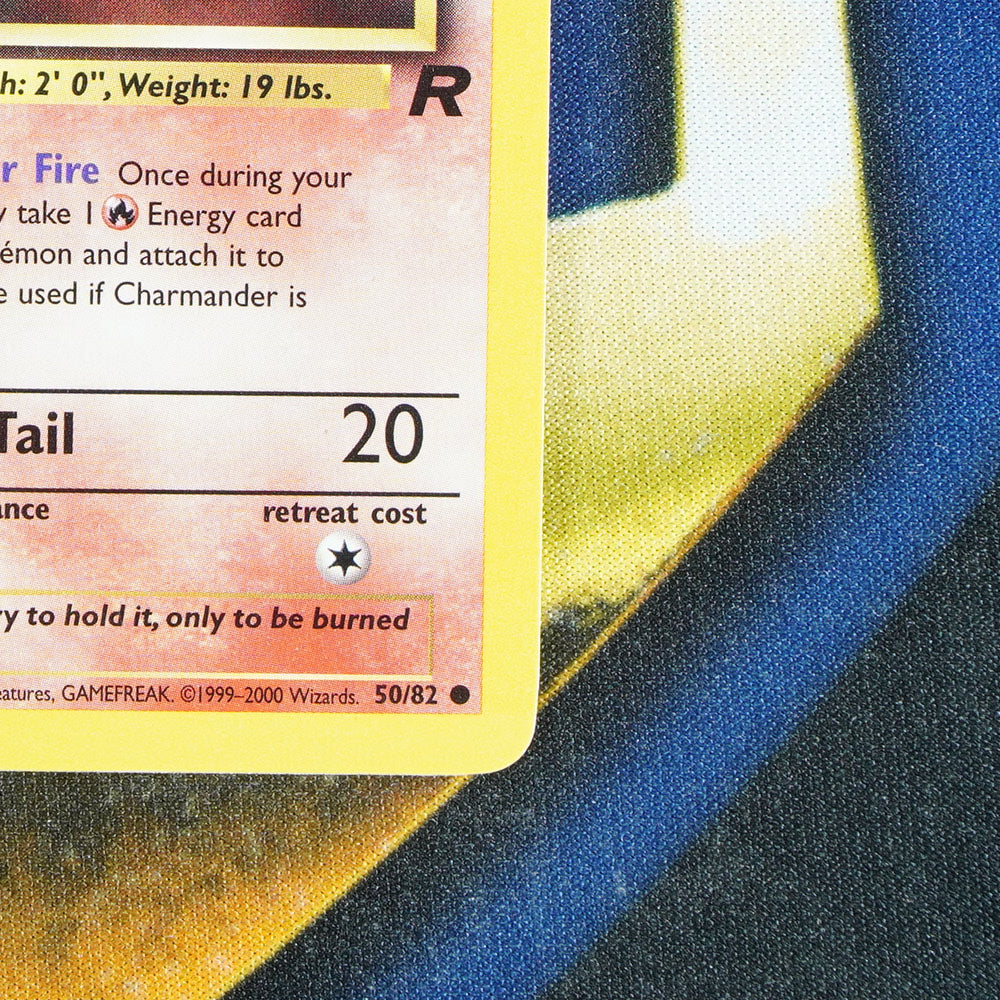 h: 2' 0", Weight: 19 lbs.
R
r Fire Once during your
y take 1 Energy card
émon and attach it to
e used if Charmander is
Tail 20
ance retreat cost
ry to hold it, only to be burned
eatures, GAMEFREAK. ©1999–2000 Wizards. 50/82